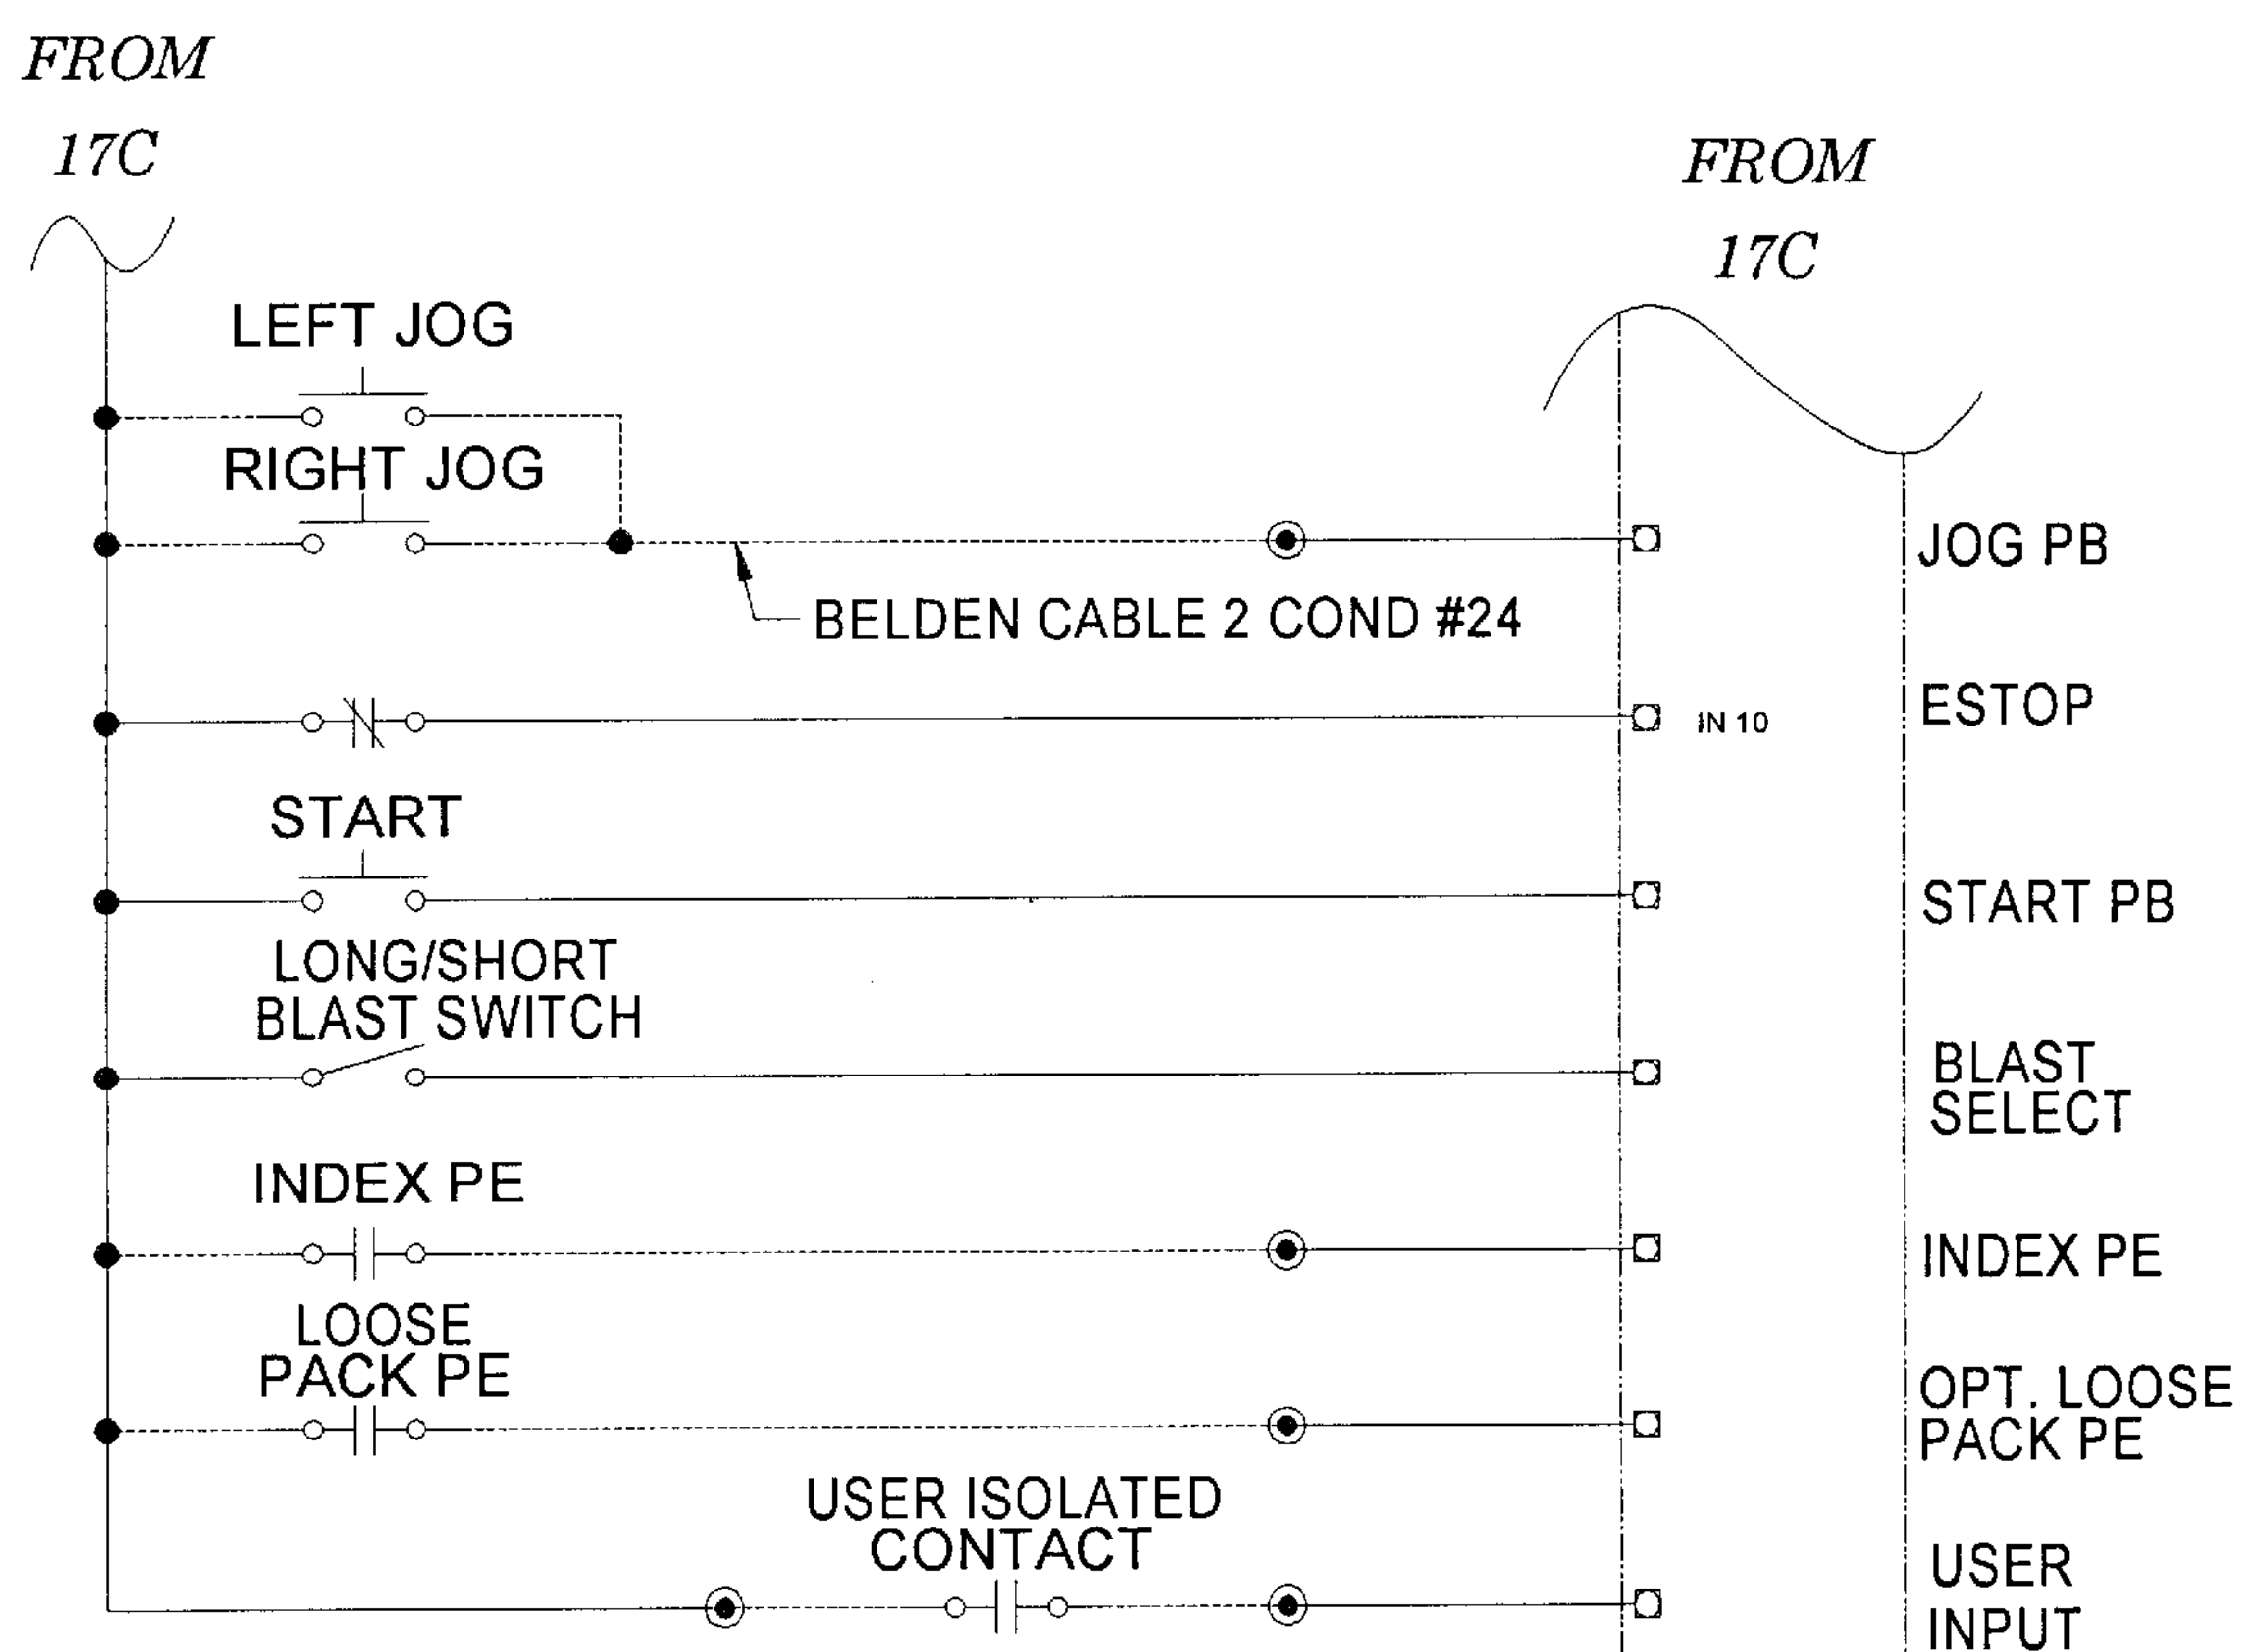 FROM
17C
FROM
17C
LEFT JOG
RIGHT JOG
JOG PB
BELDEN CABLE 2 COND #24
IN 10
ESTOP
START
START PB
LONG/SHORT
BLAST SWITCH
BLAST
SELECT
INDEX PE
INDEX PE
LOOSE
PACK PE
OPT. LOOSE
PACK PE
USER ISOLATED
CONTACT
USER
INPUT